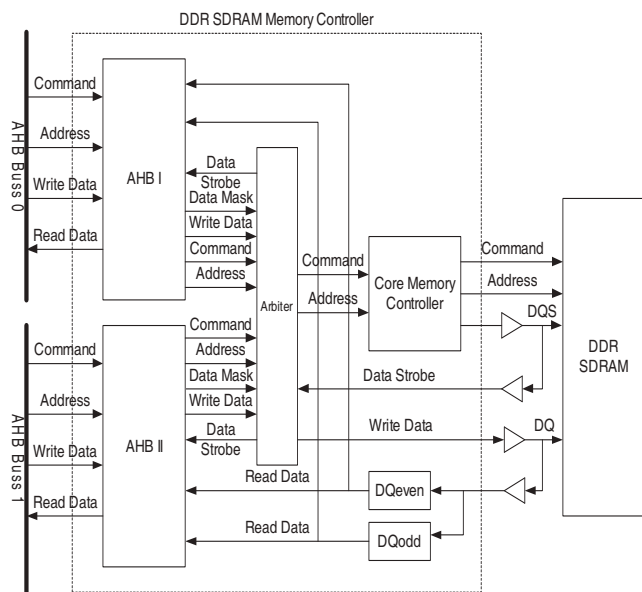 DDR SDRAM Memory Controller
AHB Buss 0
Command
Address
Write Data
Read Data
AHB I
Data
Strobe
Data Mask
Write Data
Command
Address
Arbiter
Command
Address
Core Memory
Controller
Command
Address
DQS
DDR
SDRAM
AHB Buss 1
Command
Address
Write Data
Read Data
AHB II
Command
Address
Data Mask
Write Data
Data
Strobe
Data Strobe
Write Data
DQ
Read Data
DQeven
Read Data
DQodd